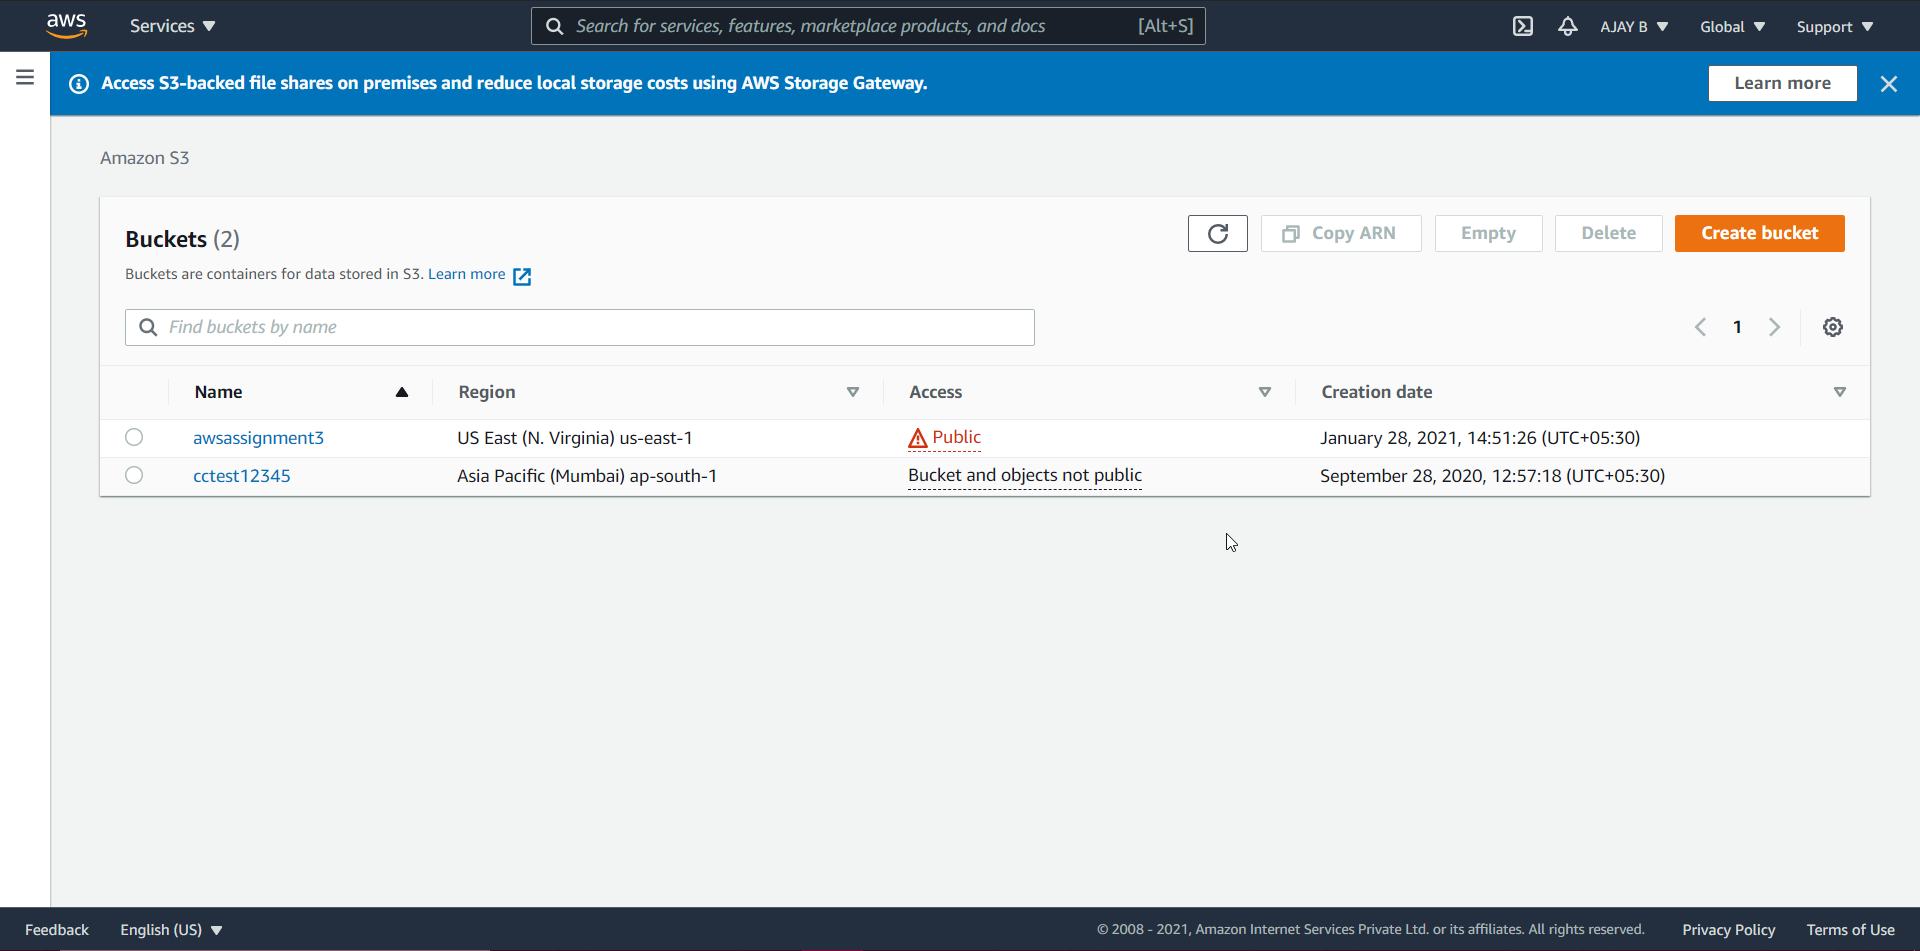 aws Services Search for services, features, marketplace products, and docs [Alt+S] AJAY B Global Support
Access S3-backed file shares on premises and reduce local storage costs using AWS Storage Gateway. Learn more
Amazon S3
Buckets (2) Copy ARN Empty Delete Create bucket
Buckets are containers for data stored in S3. Learn more
Find buckets by name 1
Name Region Access Creation date
awsassignment3 US East (N. Virginia) us-east-1 Public January 28, 2021, 14:51:26 (UTC+05:30)
cctest12345 Asia Pacific (Mumbai) ap-south-1 Bucket and objects not public September 28, 2020, 12:57:18 (UTC+05:30)
Feedback English (US) © 2008 - 2021, Amazon Internet Services Private Ltd. or its affiliates. All rights reserved. Privacy Policy Terms of Use